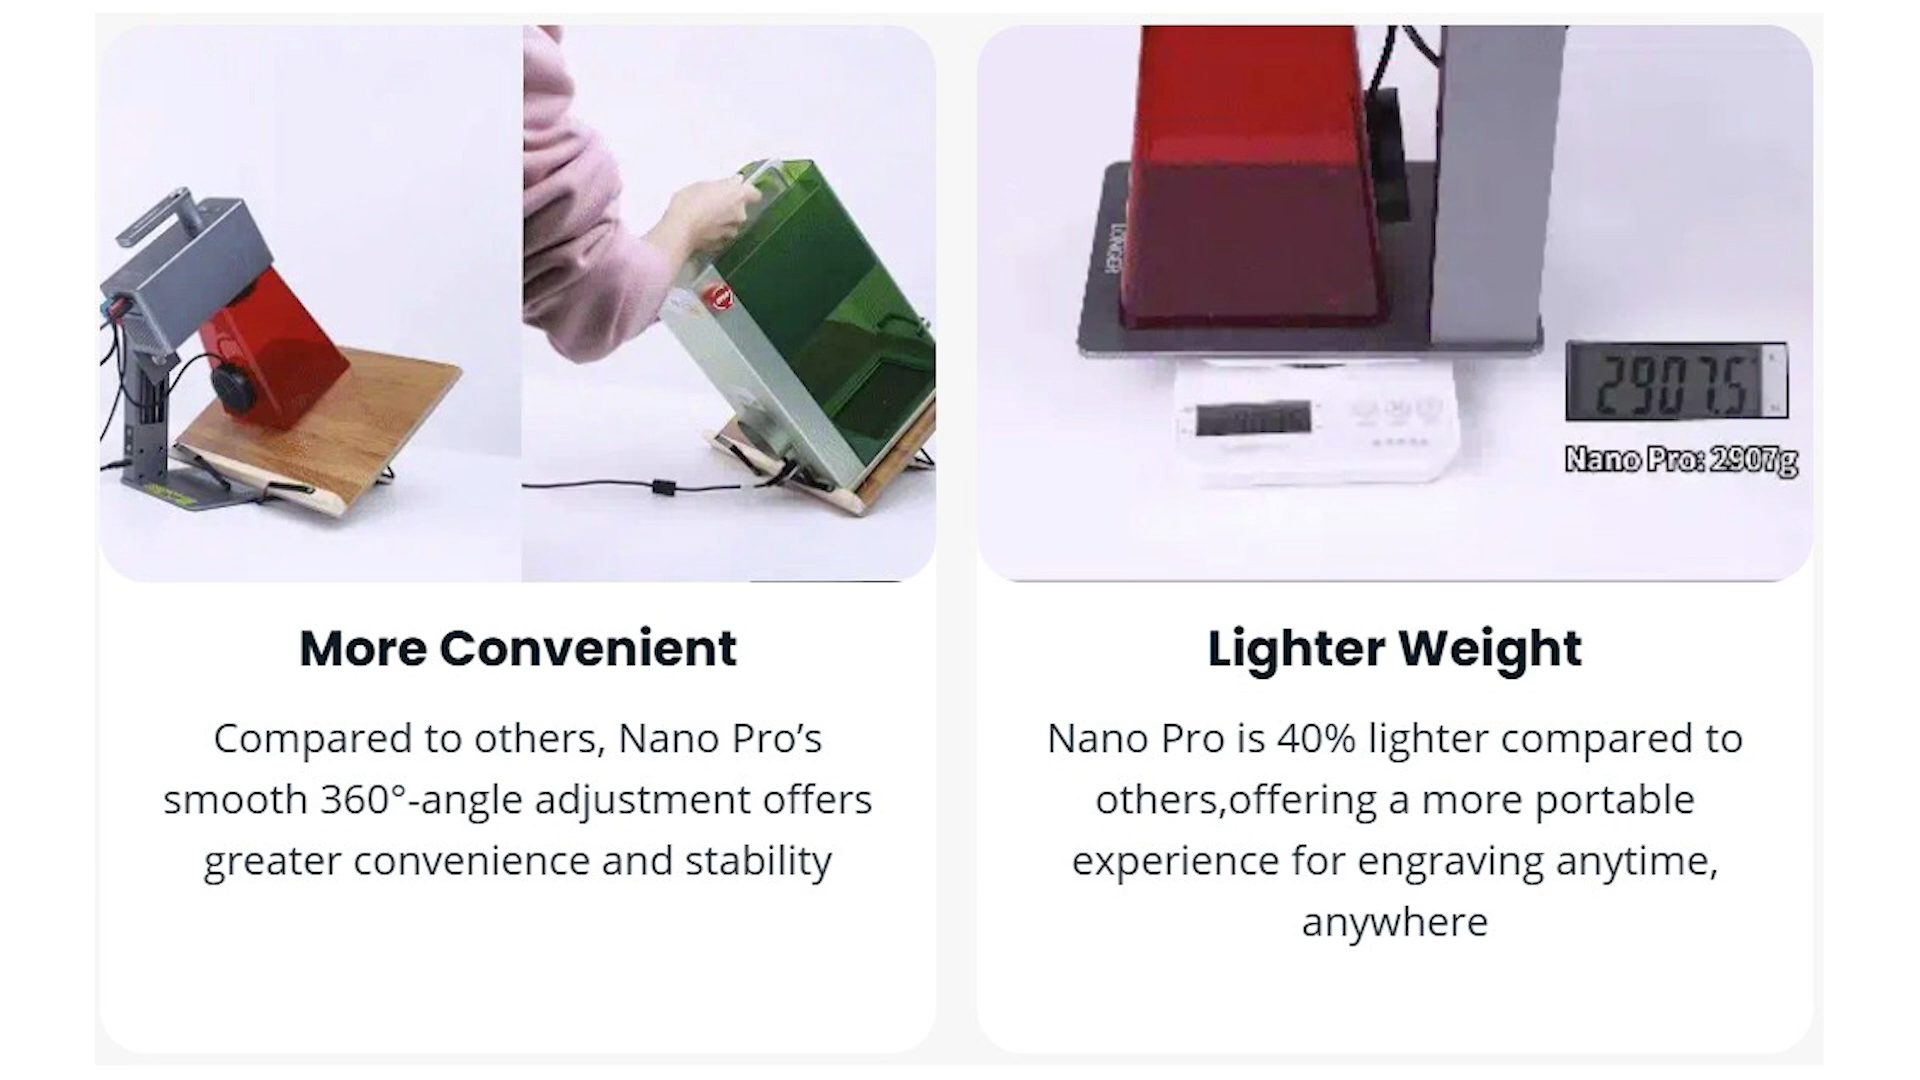 LONGER
2907.5
Nano Pro: 2907g
More Convenient
Compared to others, Nano Pro’s
smooth 360°-angle adjustment offers
greater convenience and stability
Lighter Weight
Nano Pro is 40% lighter compared to
others,offering a more portable
experience for engraving anytime,
anywhere